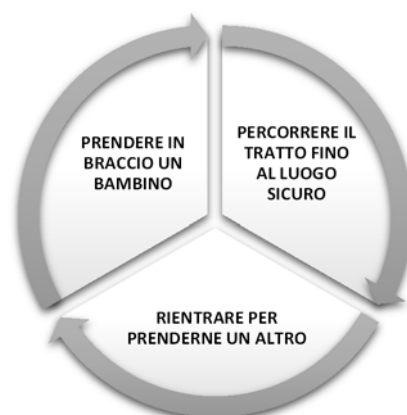 PRENDERE IN
BRACCIO UN
BAMBINO
PERCORRERE IL
TRATTO FINO
AL LUOGO
SICURO
RIENTRARE PER
PRENDERNE UN ALTRO